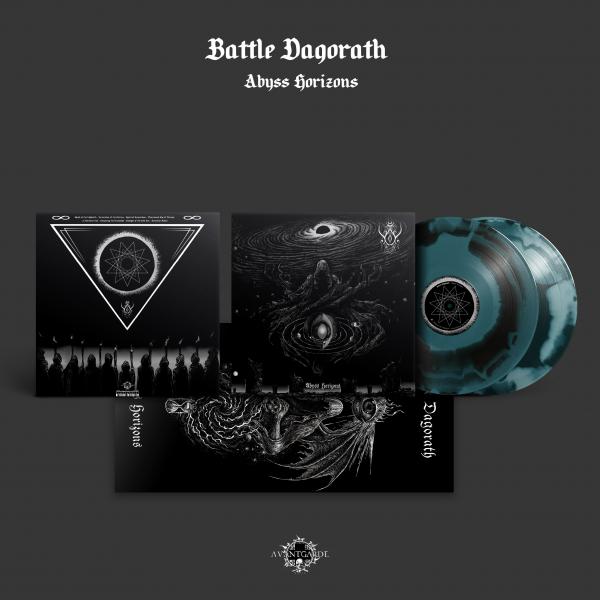 Battle Dagorath
Abyss Horizons
Abyss Horizons
Horizons
Dagorath
AVANTGARDE